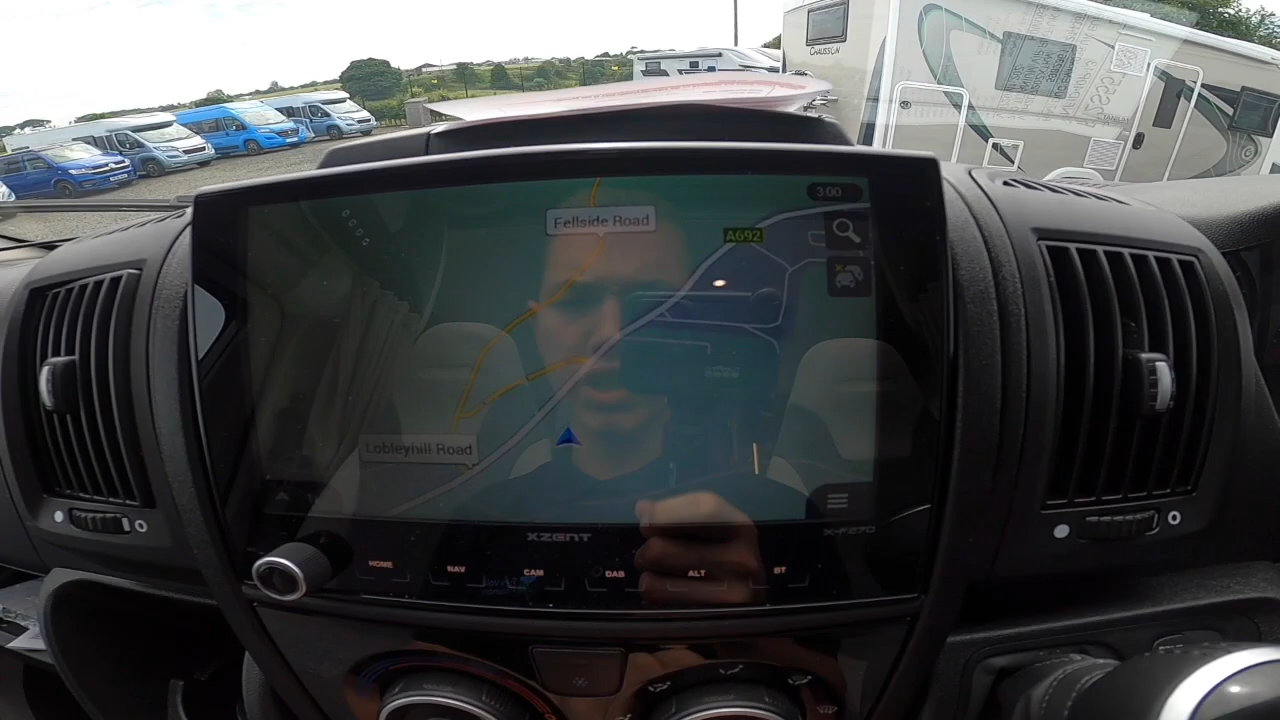 CHAUSSON
3:00
Fellside Road
A692
Lobleyhill Road
XZENT
X-F270
HOME
NAV
CAM
DAB
ALT
BT